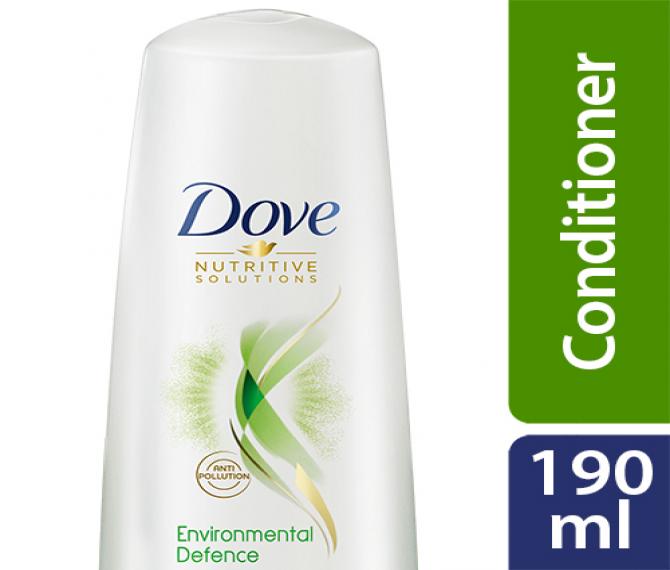 Dove
NUTRITIVE
SOLUTIONS
ANTI
POLLUTION
Environmental
Defence
Conditioner
190
ml